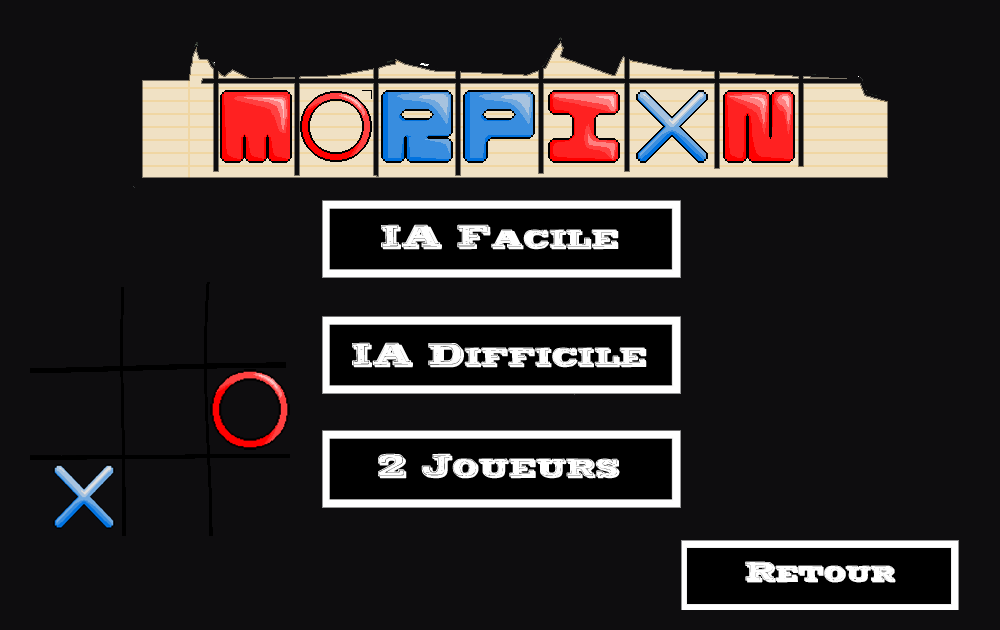 MORPIXN
IA Facile
IA Difficile
2 Joueurs
Retour